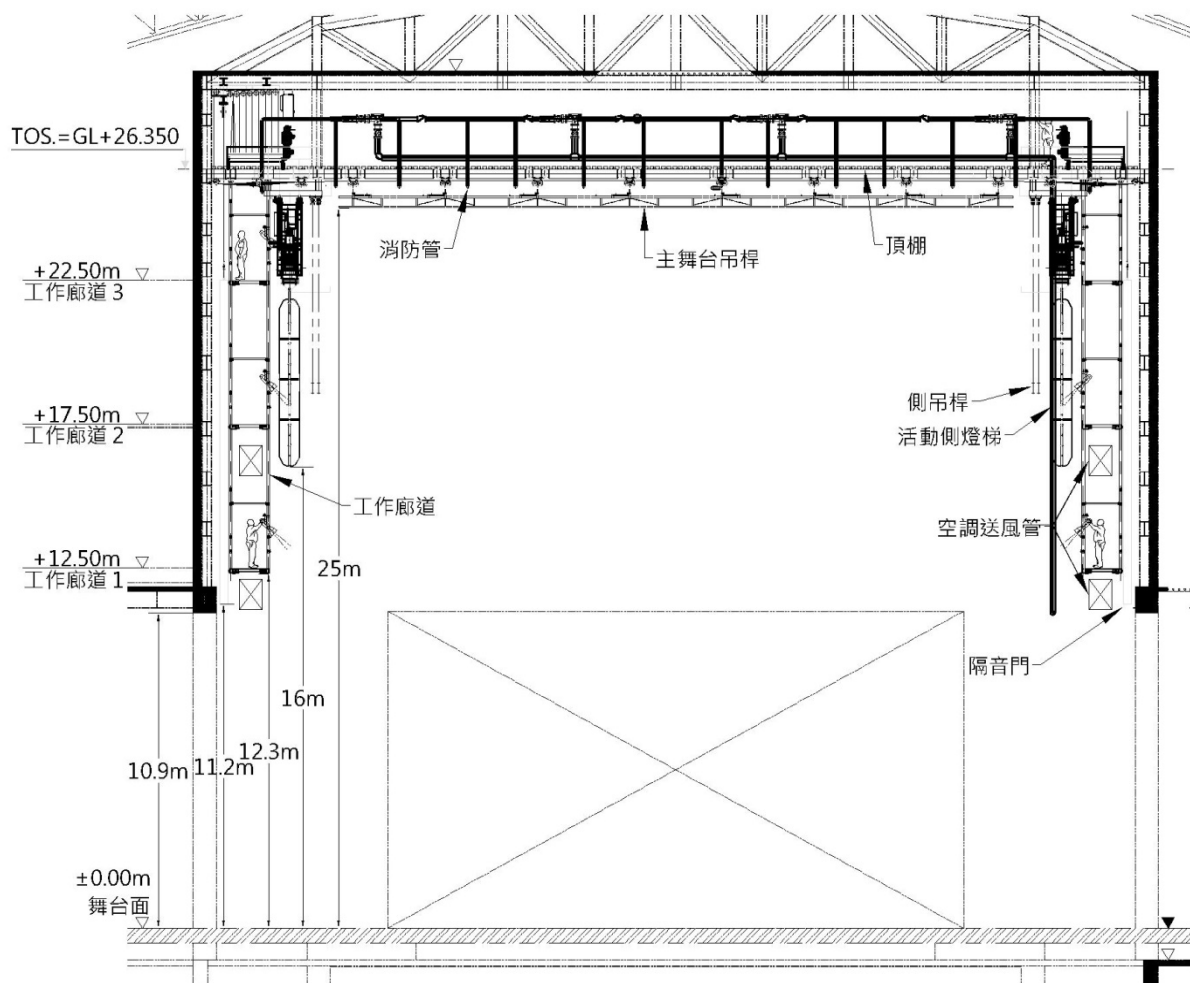 TOS.=GL+26.350
消防管
主舞台吊桿
頂棚
+22.50m
工作廊道 3
側吊桿
+17.50m
工作廊道 2
活動側燈梯
工作廊道
空調送風管
+12.50m
工作廊道 1
25m
隔音門
16m
12.3m
11.2m
10.9m
±0.00m
舞台面